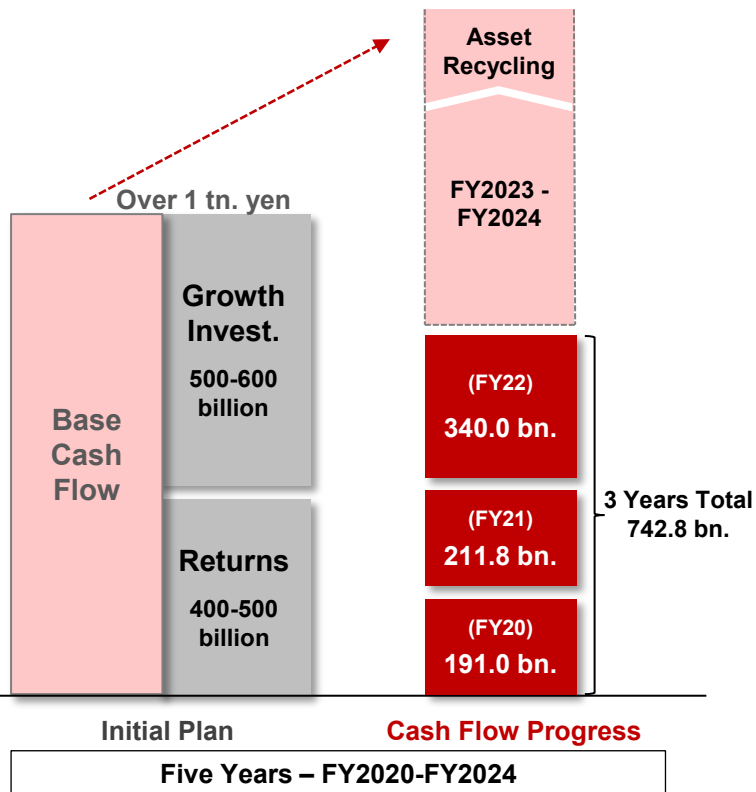 Asset
Recycling
FY2023 -
FY2024
Over 1 tn. yen
Growth
Invest.
500-600
billion
Base
Cash
Flow
Returns
400-500
billion
(FY22)
340.0 bn.
(FY21)
211.8 bn.
(FY20)
191.0 bn.
3 Years Total
742.8 bn.
Initial Plan
Cash Flow Progress
Five Years – FY2020-FY2024